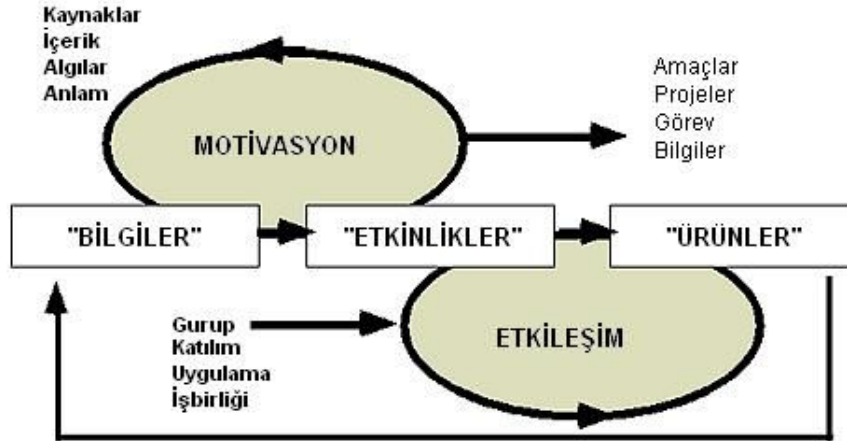 Kaynaklar
İçerik
Algılar
Anlam
MOTİVASYON
Amaçlar
Projeler
Görev
Bilgiler
"BİLGİLER"
"ETKİNLİKLER"
"ÜRÜNLER"
Gurup
Katılım
Uygulama
İşbirliği
ETKİLEŞİM